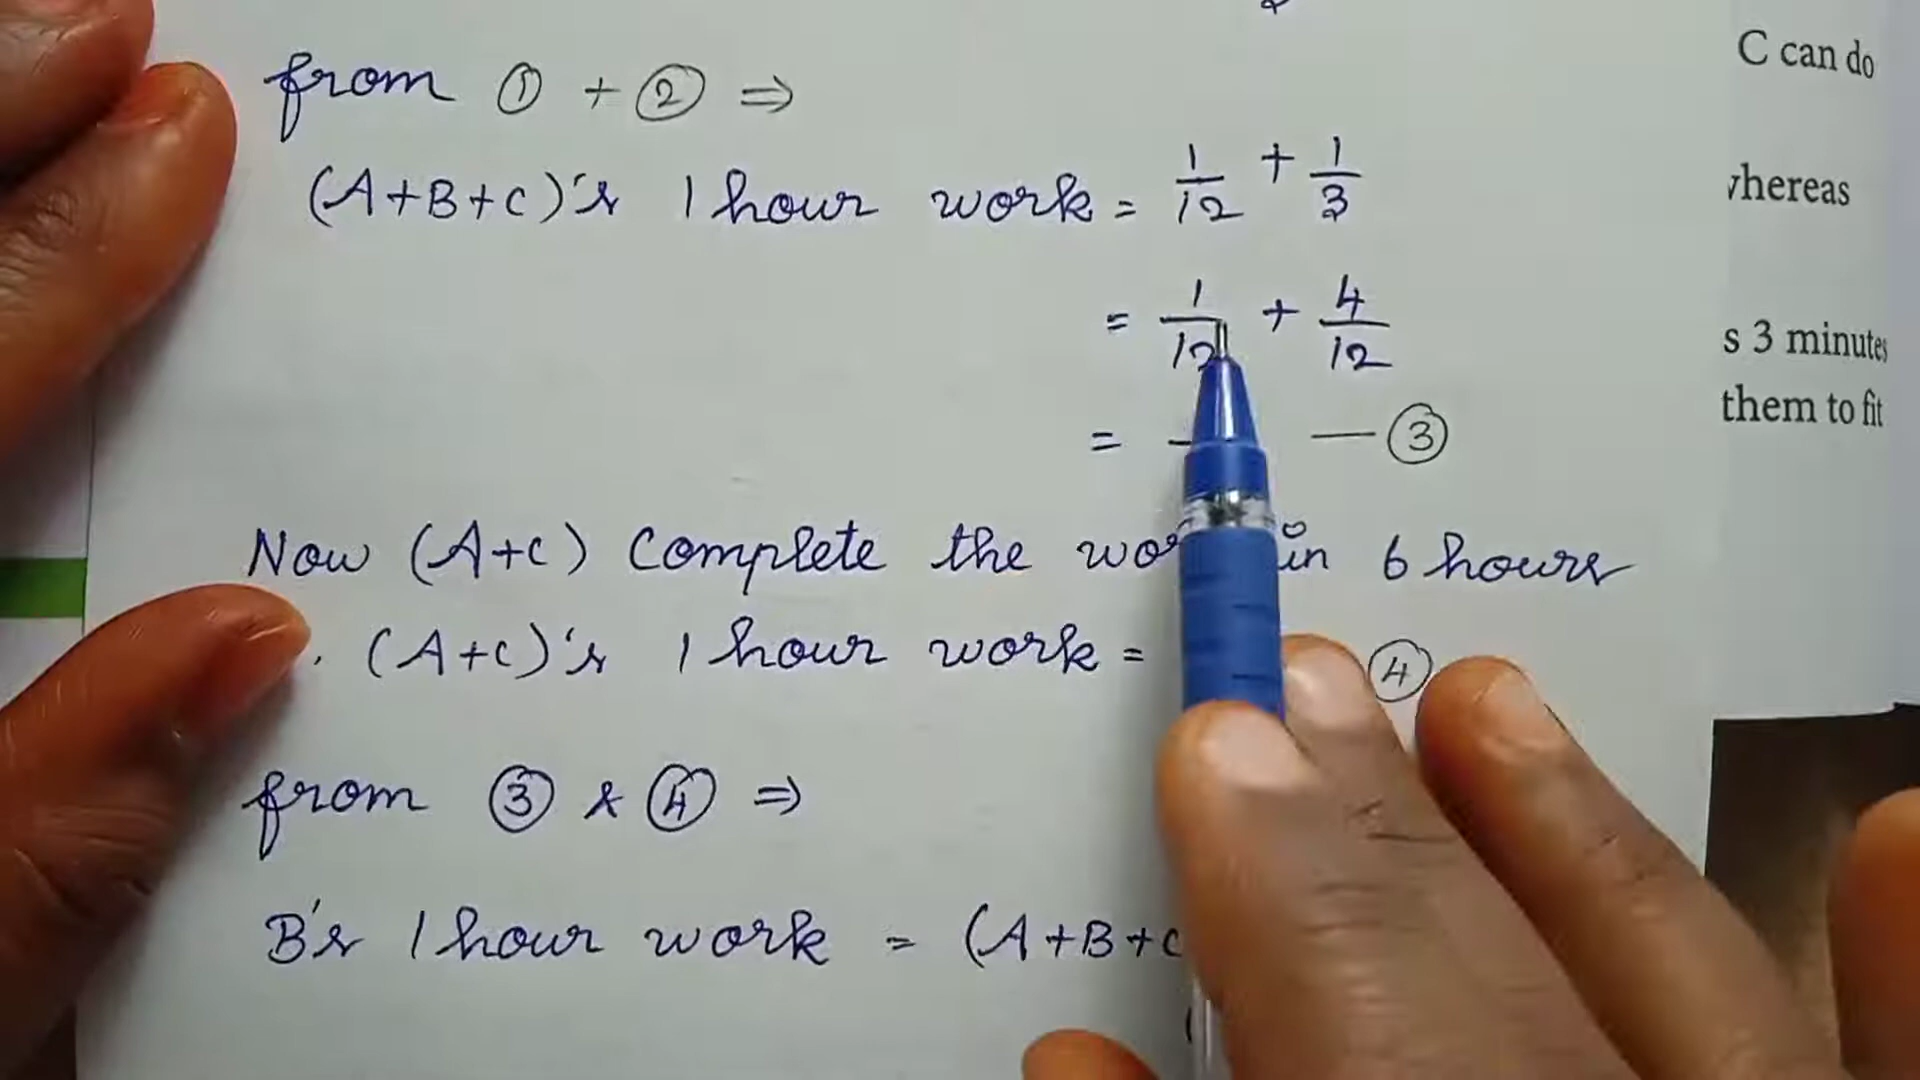 from ① + ② ⇒
(A+B+C)'s 1 hour work = 1/12 + 1/3
= 1/12 + 4/12
= — ③
Now (A+C) Complete the in 6 hours
(A+C)'s 1 hour work = ④
from ③ & ④ ⇒
B's 1 hour work = (A+B+C
C can do
whereas
s 3 minutes
them to fit